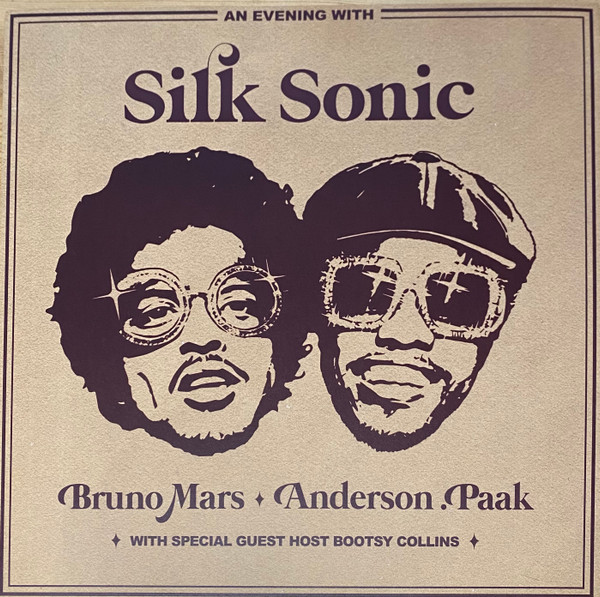 AN EVENING WITH
Silk Sonic
Bruno Mars ✦ Anderson .Paak
✦ WITH SPECIAL GUEST HOST BOOTSY COLLINS ✦